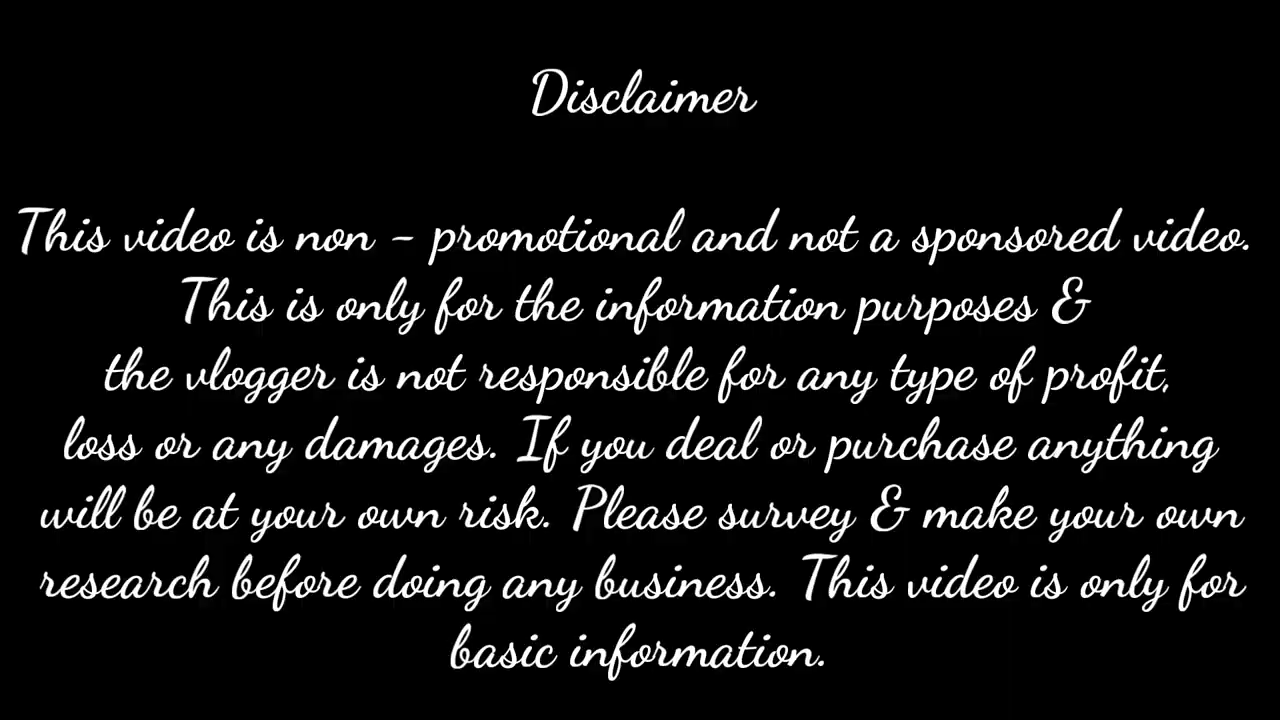 Disclaimer
This video is non - promotional and not a sponsored video.
This is only for the information purposes &
the vlogger is not responsible for any type of profit,
loss or any damages. If you deal or purchase anything
will be at your own risk. Please survey & make your own
research before doing any business. This video is only for
basic information.